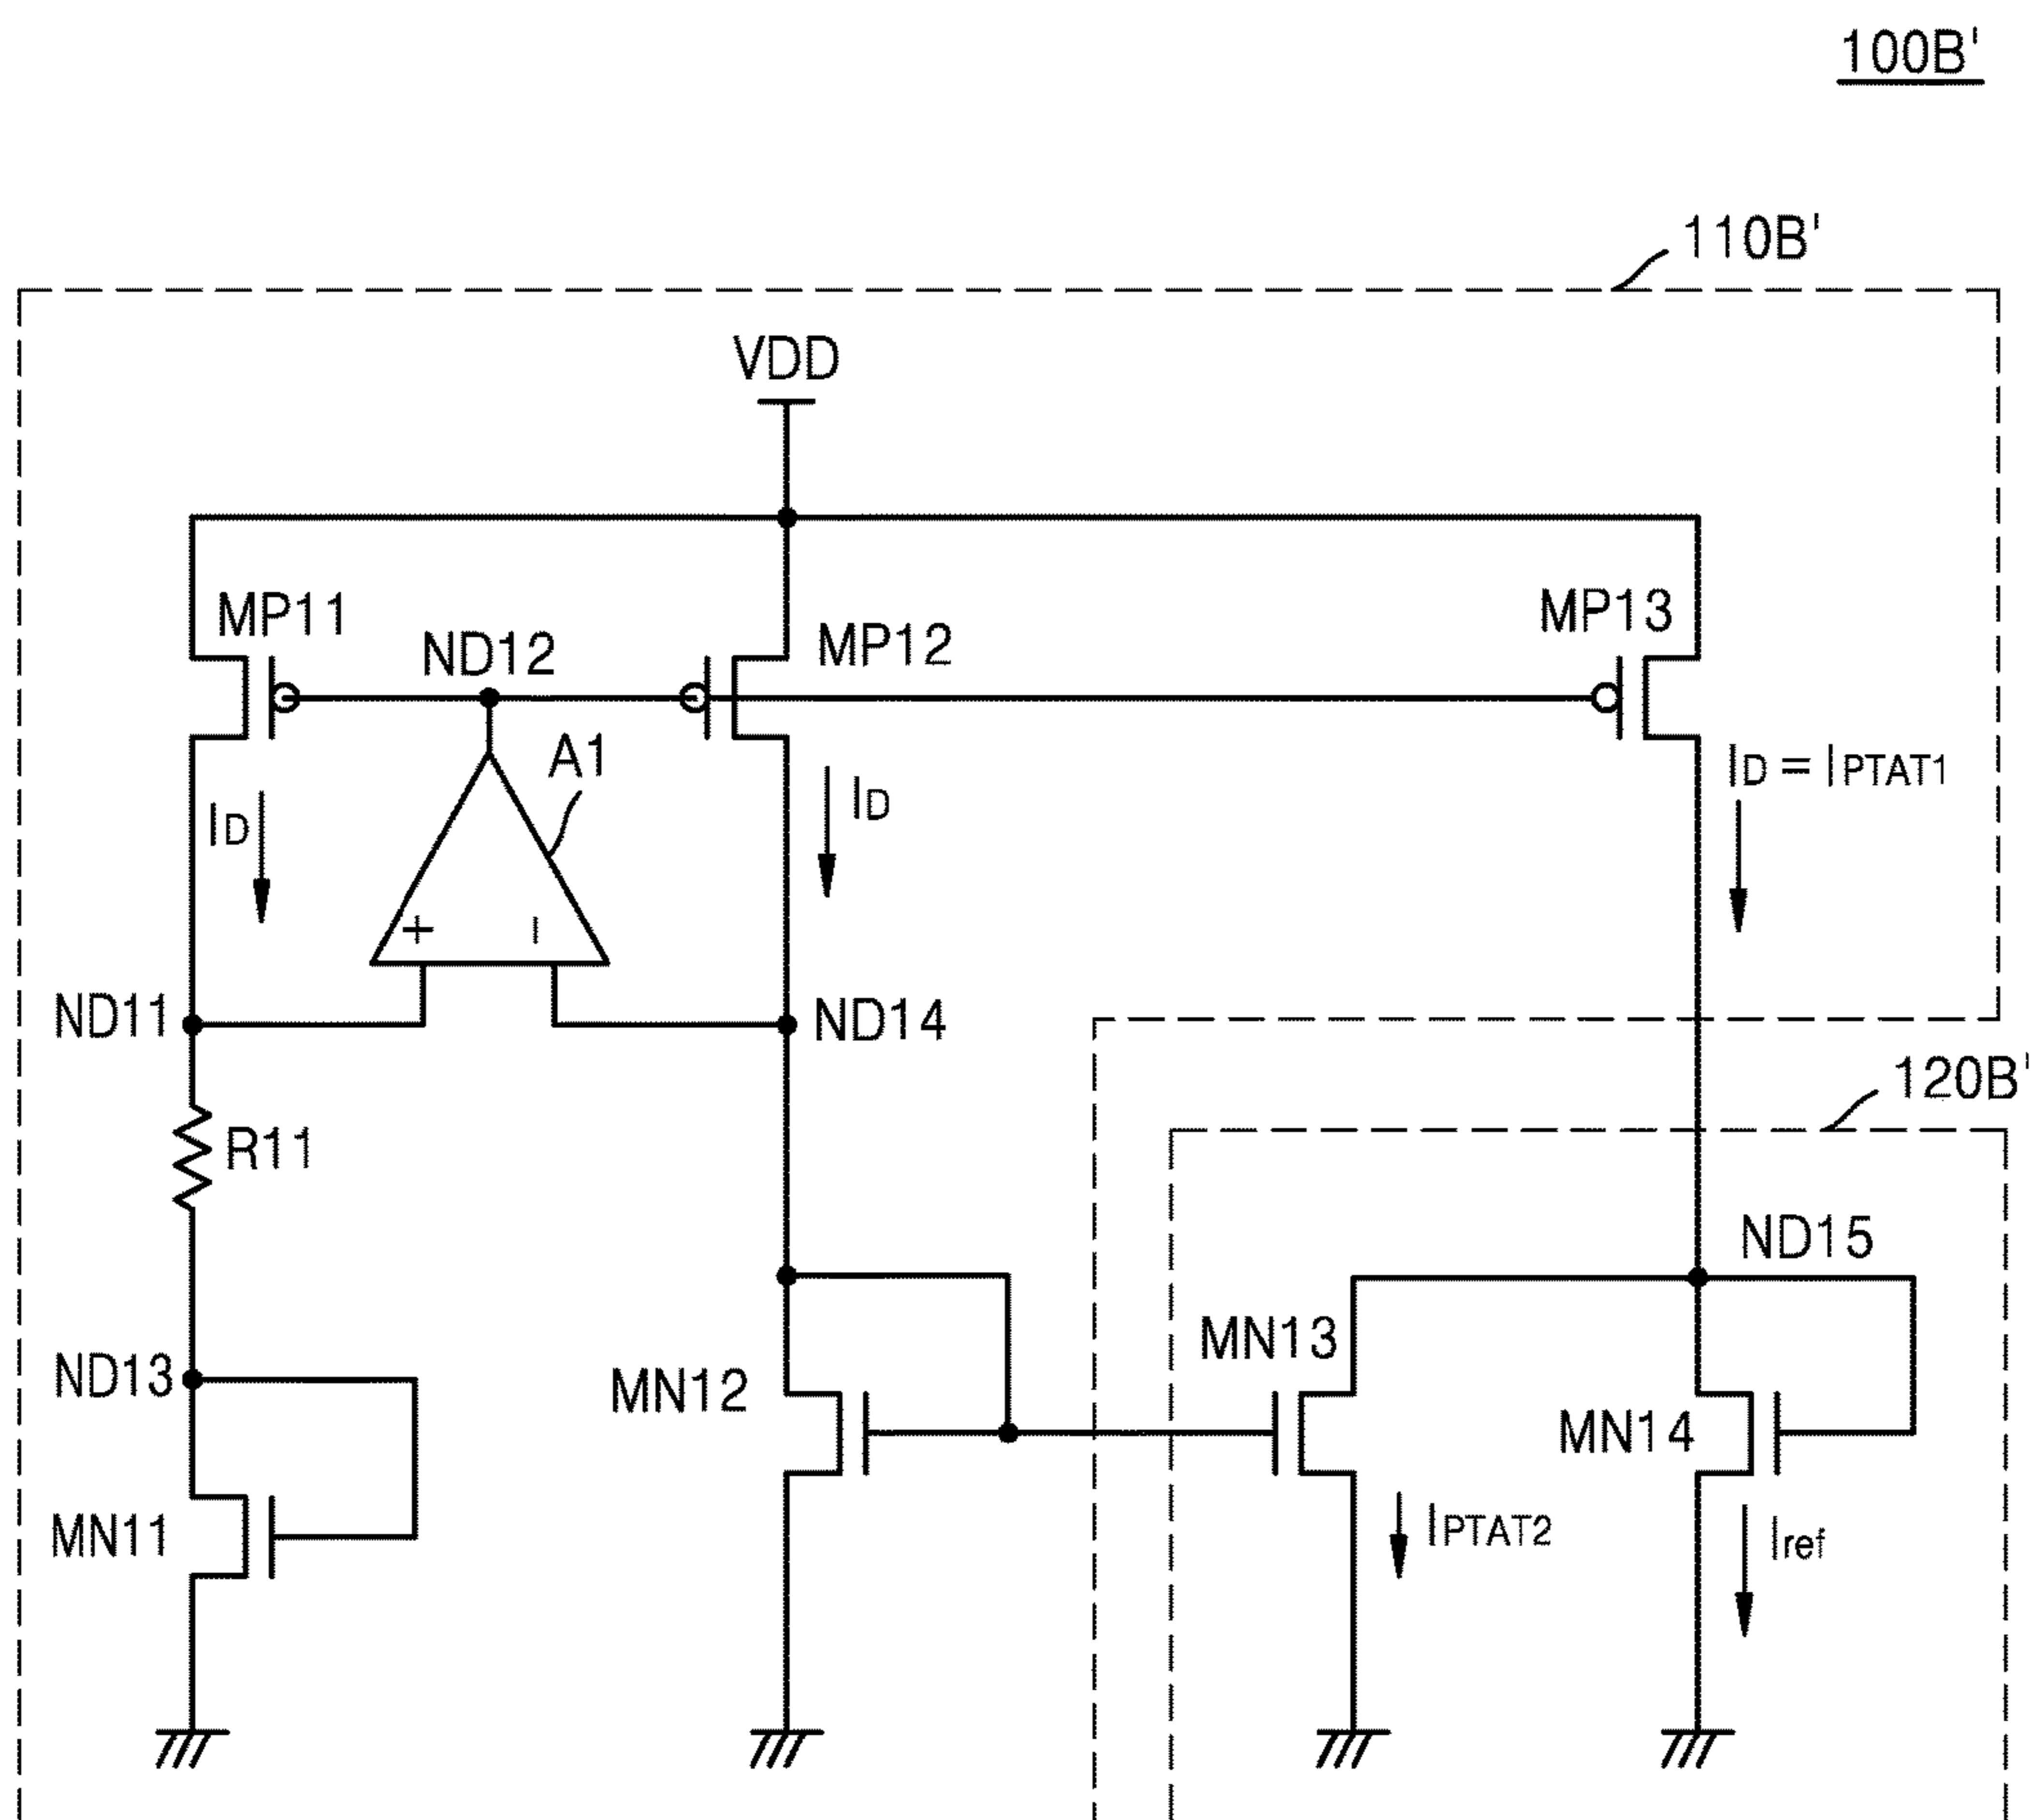 100B'
110B'
VDD
MP11
ND12
MP12
MP13
A1
ID
ID
ID = IPTAT1
+ -
ND11
ND14
120B'
R11
ND15
MN13
ND13
MN12
MN14
MN11
IPTAT2
Iref